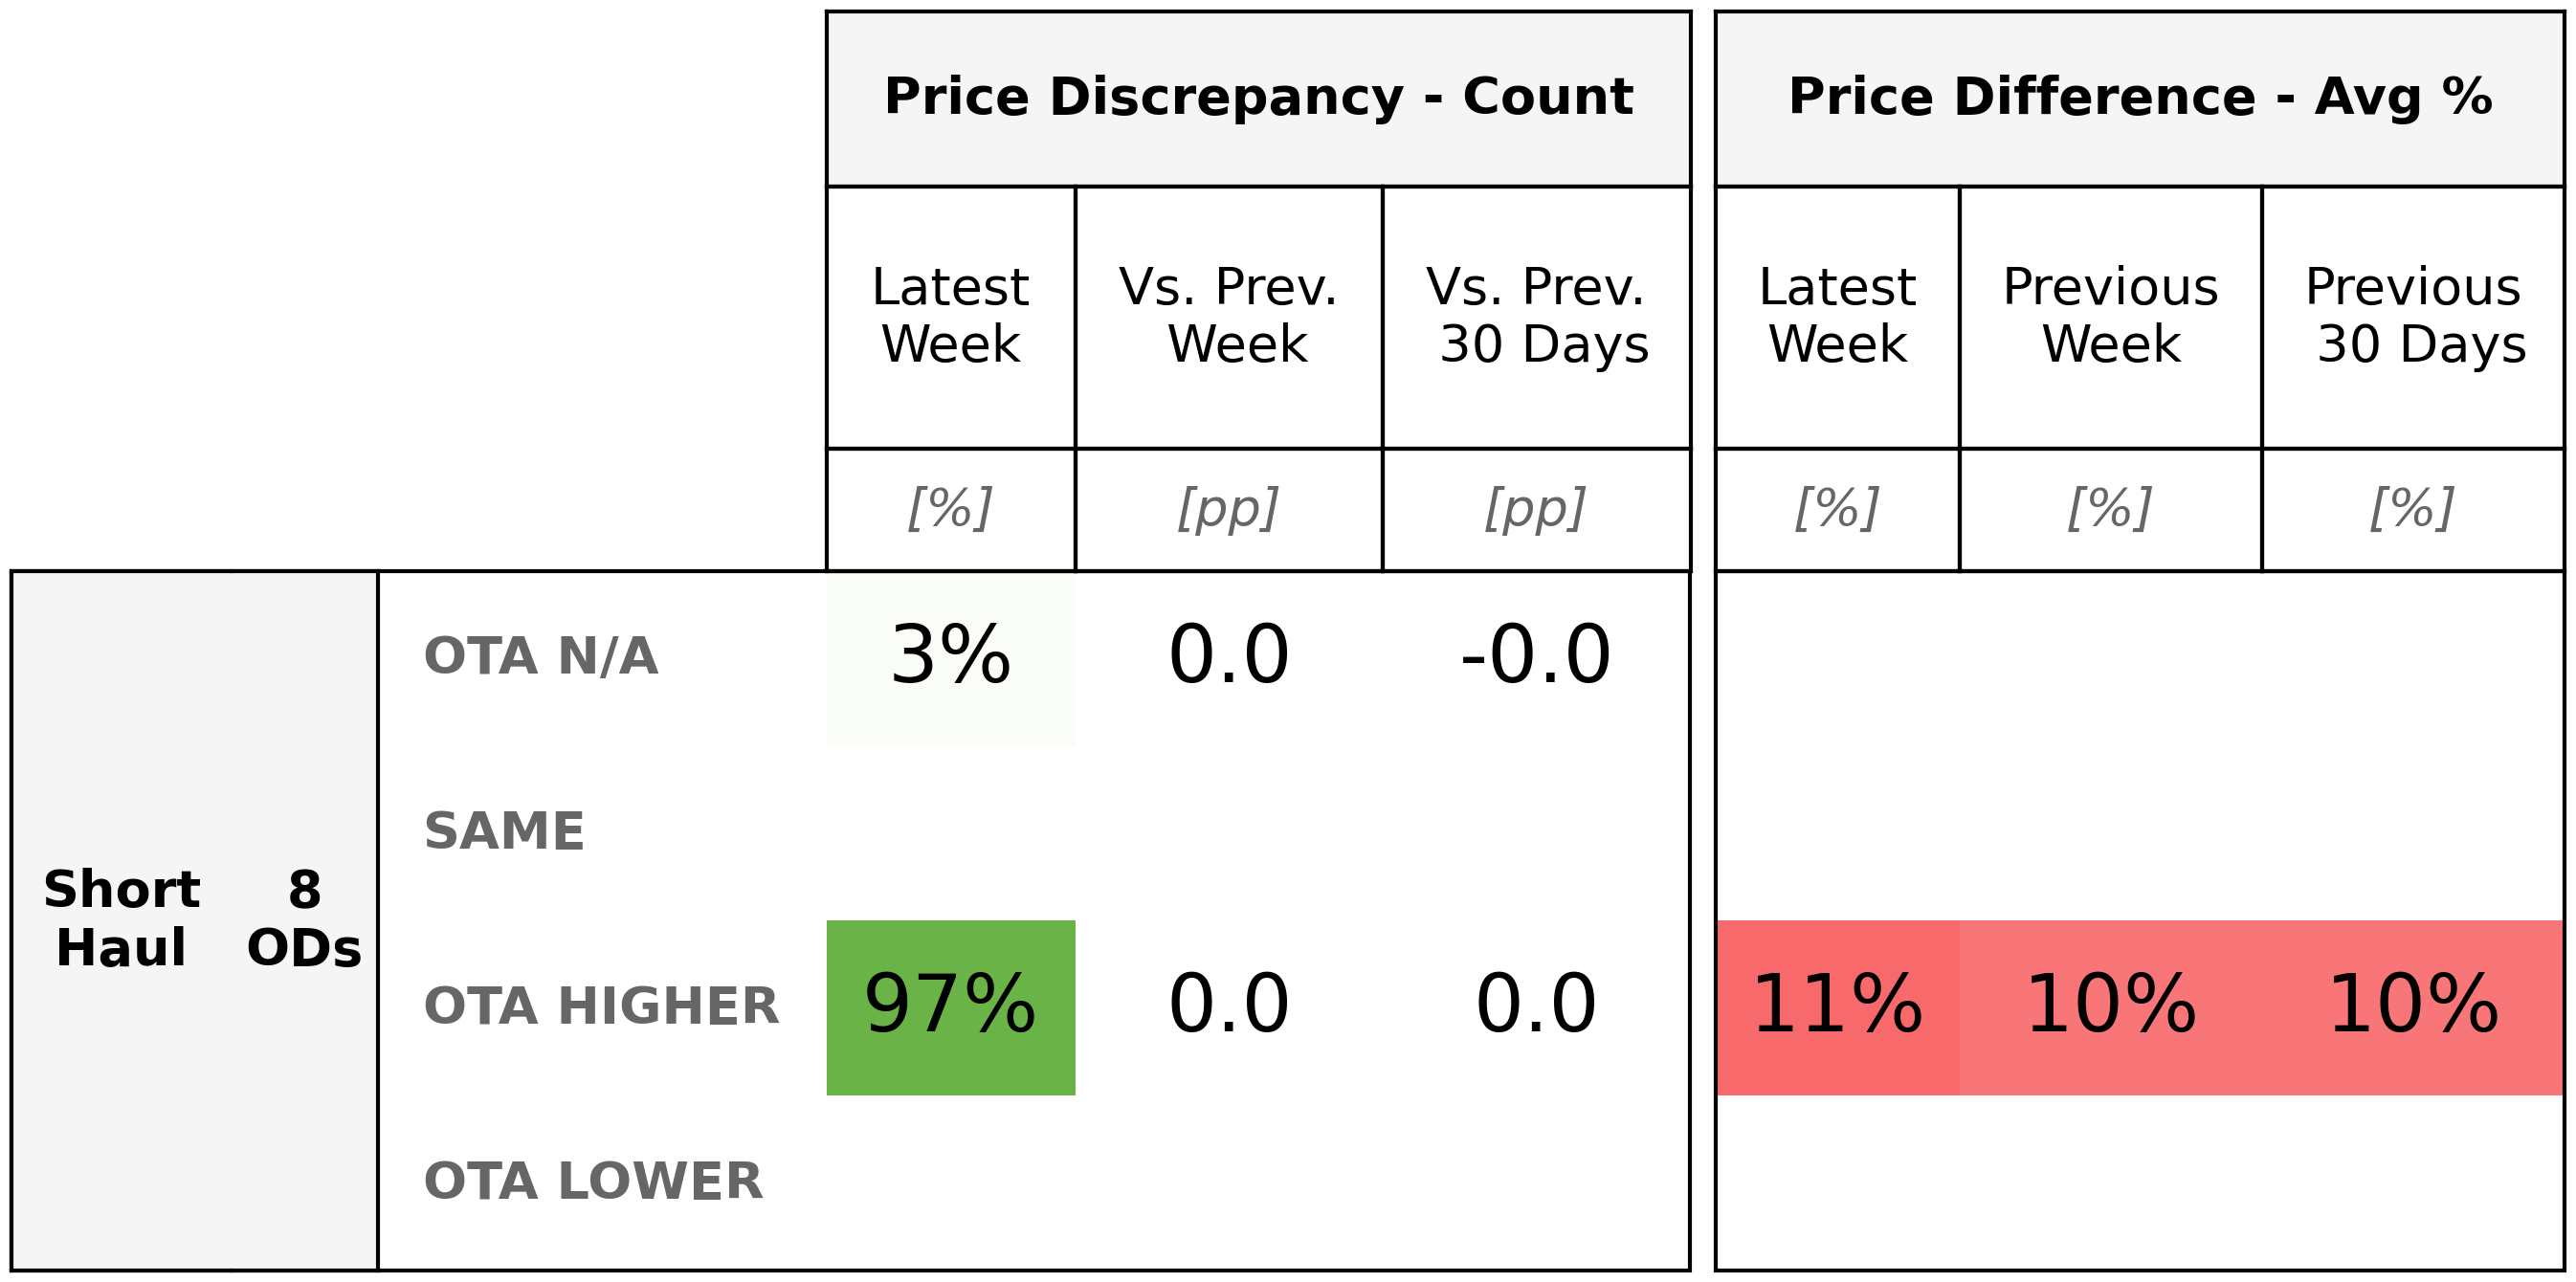 Price Discrepancy - Count
Price Difference - Avg %
Latest
Week
Vs. Prev.
Week
Vs. Prev.
30 Days
Latest
Week
Previous
Week
Previous
30 Days
[%]
[pp]
[pp]
[%]
[%]
[%]
Short
Haul
8
ODs
OTA N/A
3%
0.0
-0.0
SAME
OTA HIGHER
97%
0.0
0.0
11%
10%
10%
OTA LOWER